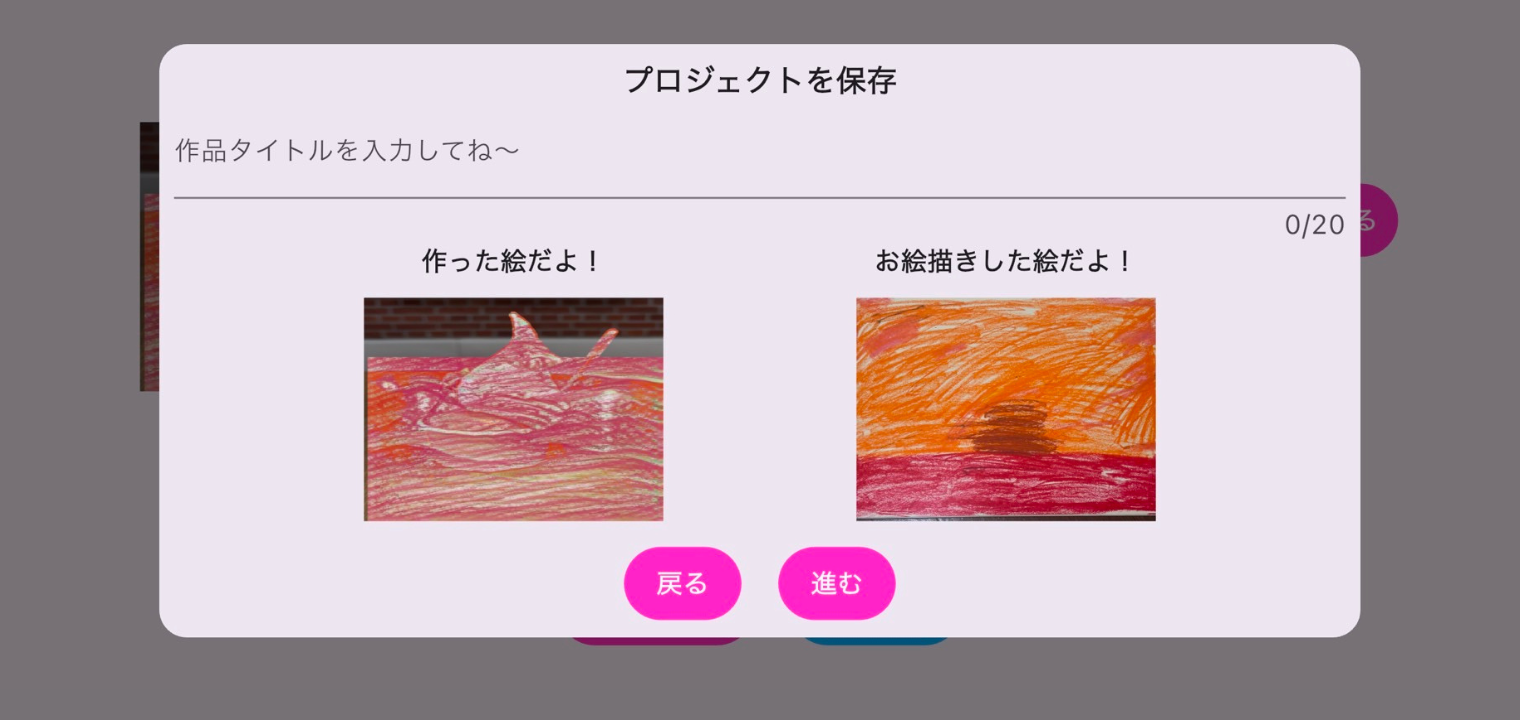 プロジェクトを保存
作品タイトルを入力してね〜
0/20
る
作った絵だよ！
お絵描きした絵だよ！
戻る
進む